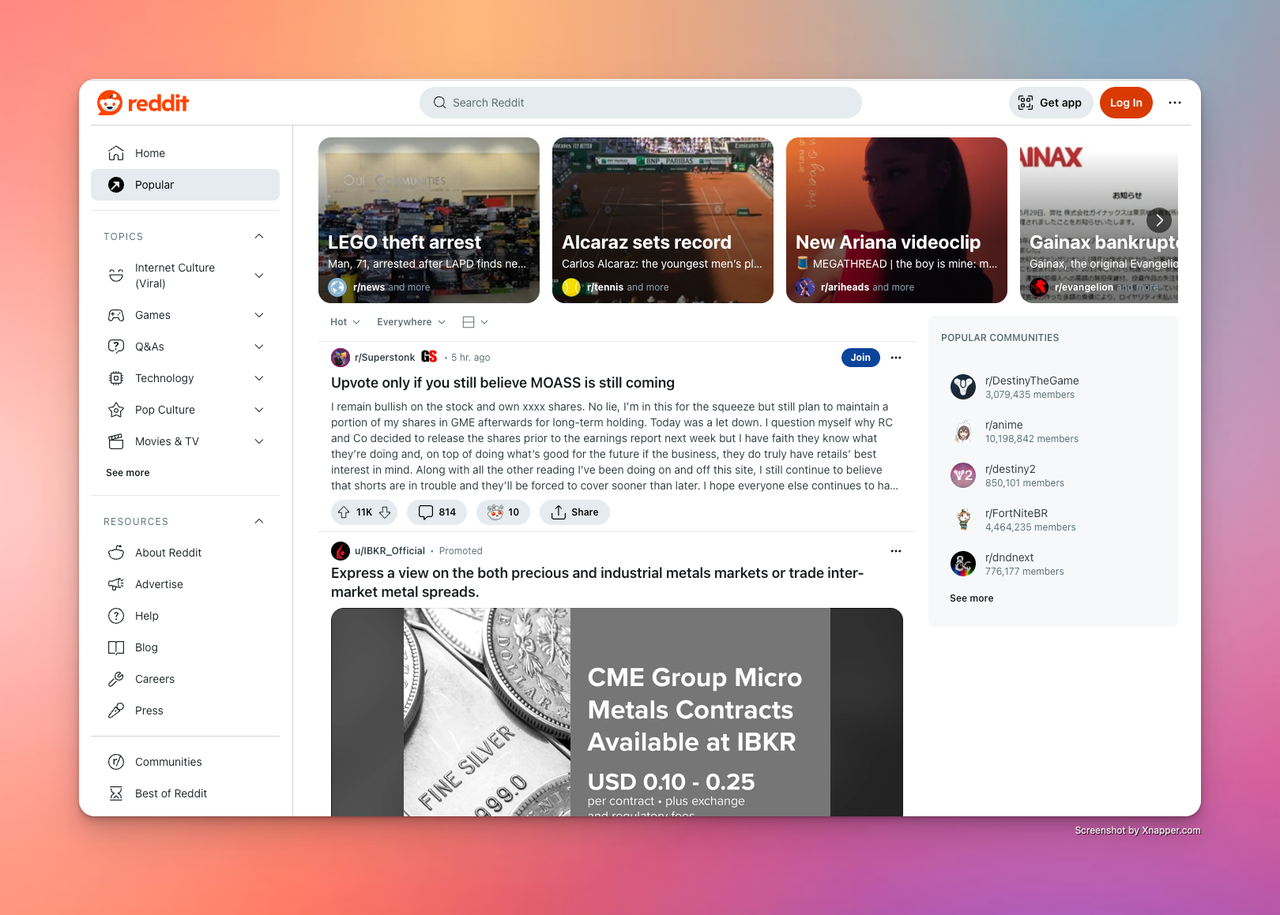 reddit
Search Reddit
Get app
Log In
Home
Popular
TOPICS
Internet Culture
(Viral)
Games
Q&As
Technology
Pop Culture
Movies & TV
See more
RESOURCES
About Reddit
Advertise
Help
Blog
Careers
Press
Communities
Best of Reddit
OUR COMMUNITIES
LEGO theft arrest
Man, 71, arrested after LAPD finds ne...
r/news and more
BNP PARIBAS
Alcaraz sets record
Carlos Alcaraz: the youngest men's pl...
r/tennis and more
New Ariana videoclip
MEGATHREAD | the boy is mine: m...
r/ariheads and more
AINAX
お知らせ
Gainax bankrupt
Gainax, the original Evangelio
r/evangelion and more
Hot
Everywhere
r/Superstonk GS • 5 hr. ago
Join
Upvote only if you still believe MOASS is still coming
I remain bullish on the stock and own xxxx shares. No lie, I'm in this for the squeeze but still plan to maintain a
portion of my shares in GME afterwards for long-term holding. Today was a let down. I question myself why RC
and Co decided to release the shares prior to the earnings report next week but I have faith they know what
they're doing and, on top of doing what's good for the future if the business, they do truly have retails' best
interest in mind. Along with all the other reading I've been doing on and off this site, I still continue to believe
that shorts are in trouble and they'll be forced to cover sooner than later. I hope everyone else continues to ha...
11K
814
10
Share
u/IBKR_Official • Promoted
Express a view on the both precious and industrial metals markets or trade inter-
market metal spreads.
FINE SILVER
999.0
CME Group Micro
Metals Contracts
Available at IBKR
USD 0.10 - 0.25
per contract • plus exchange
and regulatory fees
POPULAR COMMUNITIES
r/DestinyTheGame
3,079,435 members
r/anime
10,198,842 members
r/destiny2
850,101 members
r/FortNiteBR
4,464,235 members
r/dndnext
776,177 members
See more
Screenshot by Xnapper.com